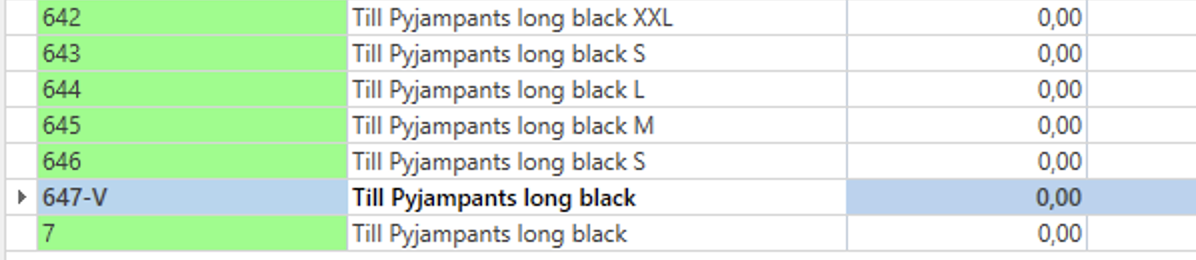 642 Till Pyjampants long black XXL 0,00
643 Till Pyjampants long black S 0,00
644 Till Pyjampants long black L 0,00
645 Till Pyjampants long black M 0,00
646 Till Pyjampants long black S 0,00
647-V Till Pyjampants long black 0,00
7 Till Pyjampants long black 0,00